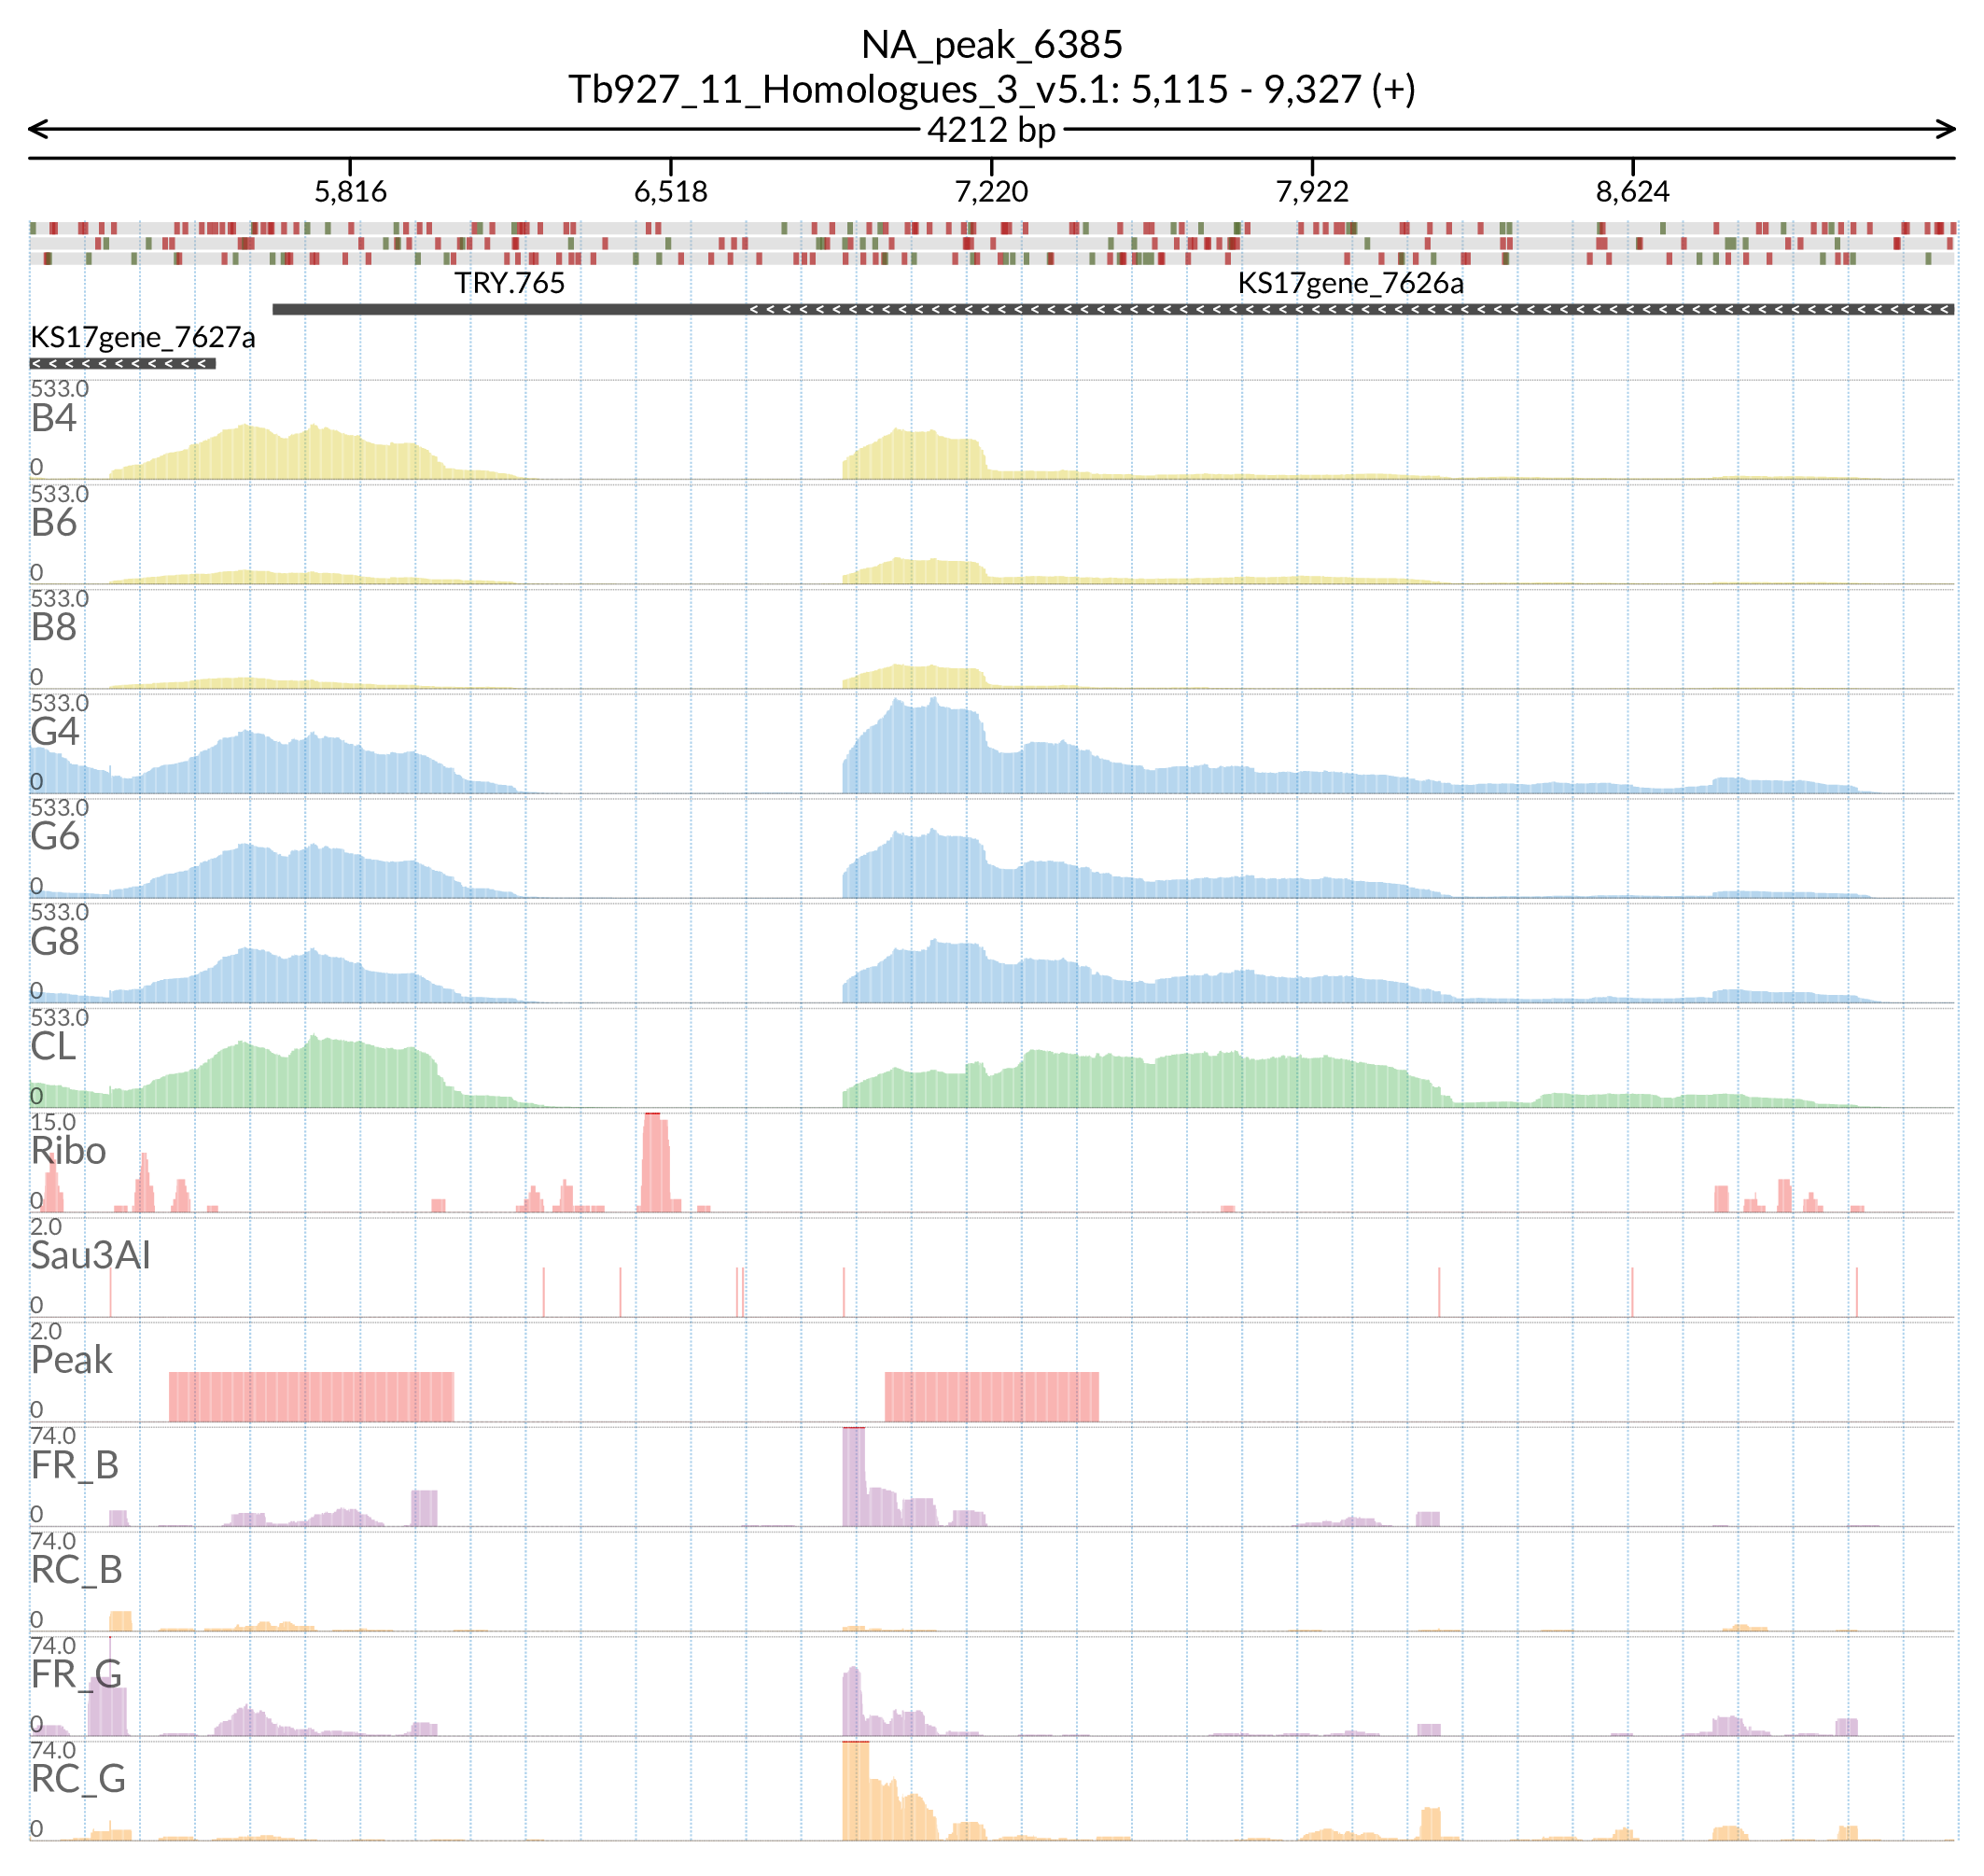 NA_peak_6385
Tb927_11_Homologues_3_v5.1: 5,115 - 9,327 (+)
4212 bp
5,816 6,518 7,220 7,922 8,624
TRY.765 KS17gene_7626a
KS17gene_7627a
533.0
B4
0
533.0
B6
0
533.0
B8
0
533.0
G4
0
533.0
G6
0
533.0
G8
0
533.0
CL
0
15.0
Ribo
0
2.0
Sau3AI
0
2.0
Peak
0
74.0
FR_B
0
74.0
RC_B
0
74.0
FR_G
0
74.0
RC_G
0